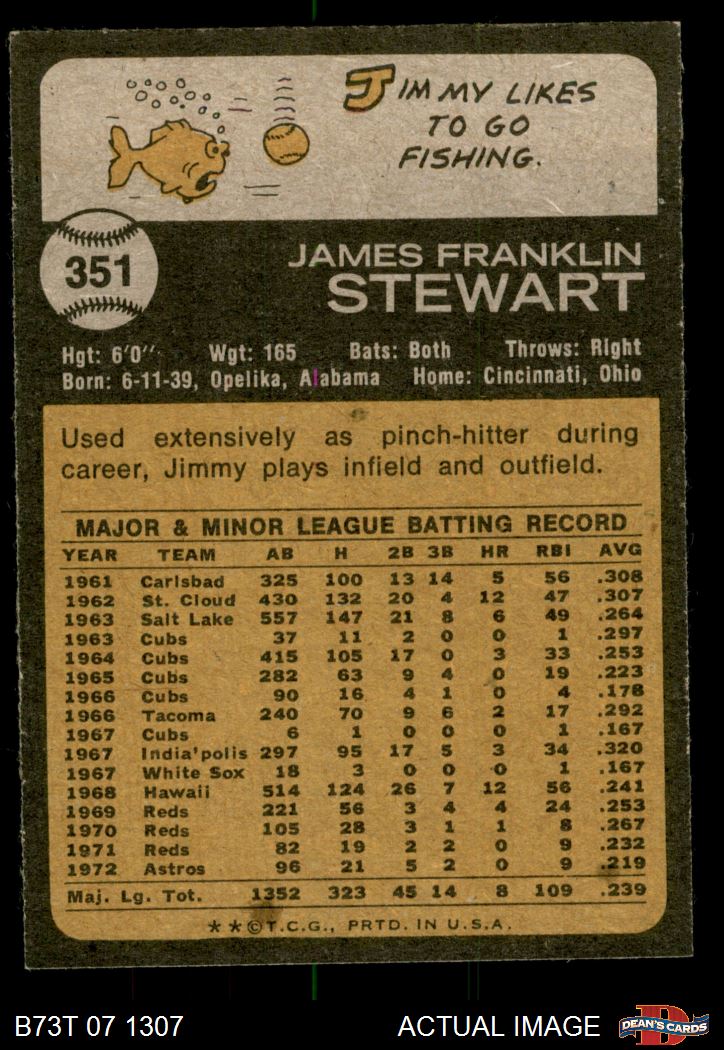 JIMMY LIKES
TO GO
FISHING.
351
JAMES FRANKLIN
STEWART
Hgt: 6'0" Wgt: 165 Bats: Both Throws: Right
Born: 6-11-39, Opelika, Alabama Home: Cincinnati, Ohio
Used extensively as pinch-hitter during
career, Jimmy plays infield and outfield.
MAJOR & MINOR LEAGUE BATTING RECORD
YEAR TEAM AB H 2B 3B HR RBI AVG
1961 Carlsbad 325 100 13 14 5 56 .308
1962 St. Cloud 430 132 20 4 12 47 .307
1963 Salt Lake 557 147 21 8 6 49 .264
1963 Cubs 37 11 2 0 0 1 .297
1964 Cubs 415 105 17 0 3 33 .253
1965 Cubs 282 63 9 4 0 19 .223
1966 Cubs 90 16 4 1 0 4 .178
1966 Tacoma 240 70 9 6 2 17 .292
1967 Cubs 6 1 0 0 0 1 .167
1967 India'polis 297 95 17 5 3 34 .320
1967 White Sox 18 3 0 0 0 1 .167
1968 Hawaii 514 124 26 7 12 56 .241
1969 Reds 221 56 3 4 4 24 .253
1970 Reds 105 28 3 1 1 8 .267
1971 Reds 82 19 2 2 0 9 .232
1972 Astros 96 21 5 2 0 9 .219
Maj. Lg. Tot. 1352 323 45 14 8 109 .239
**©T.C.G., PRTD. IN U.S.A.
B73T 07 1307 ACTUAL IMAGE
D
DEAN'S CARDS